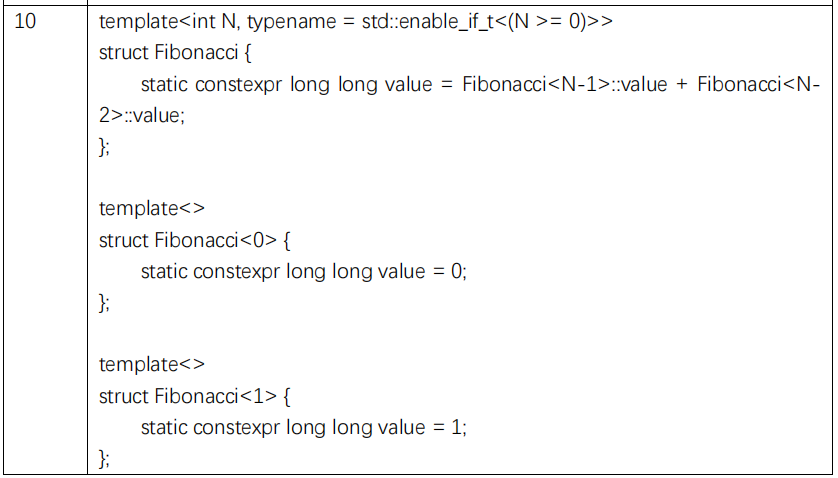 10
template<int N, typename = std::enable_if_t<(N >= 0)>>
struct Fibonacci {
    static constexpr long long value = Fibonacci<N-1>::value + Fibonacci<N-
2>::value;
};
template<>
struct Fibonacci<0> {
    static constexpr long long value = 0;
};
template<>
struct Fibonacci<1> {
    static constexpr long long value = 1;
};